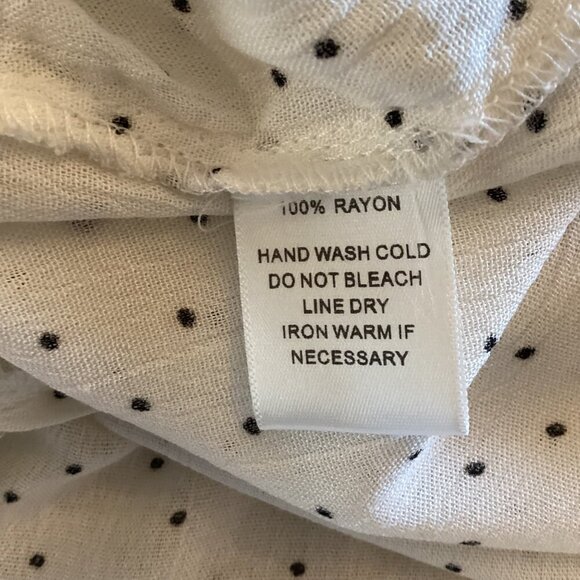 100% RAYON
HAND WASH COLD
DO NOT BLEACH
LINE DRY
IRON WARM IF
NECESSARY